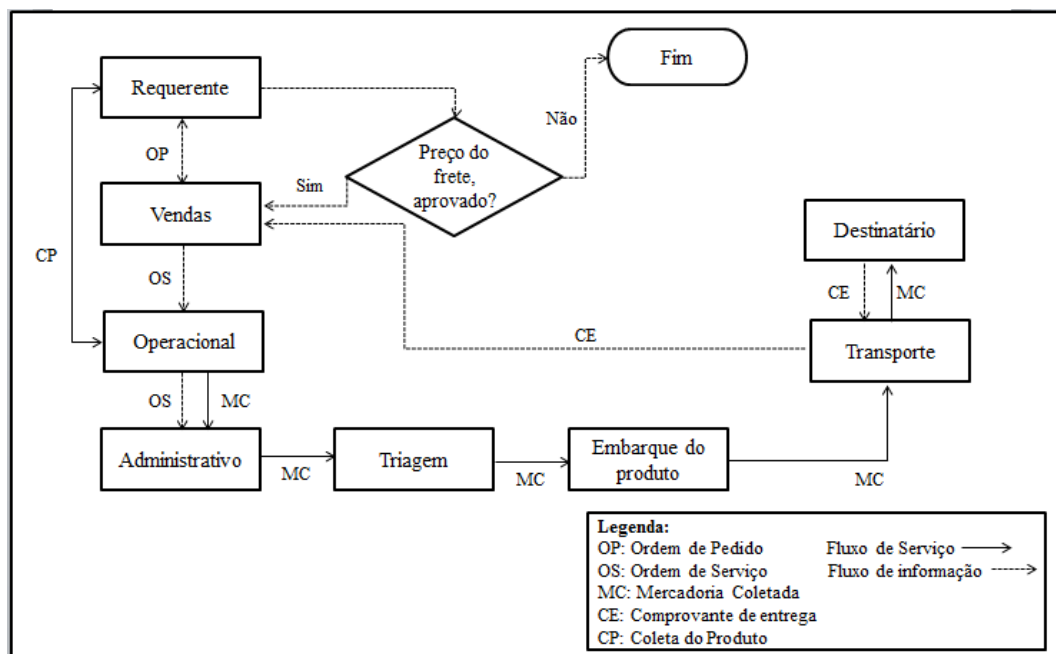 Requerente
Fim
Não
Preço do
frete,
aprovado?
OP
Sim
Vendas
Destinatário
CP
OS
CE
MC
Operacional
CE
Transporte
OS
MC
Administrativo
MC
Triagem
MC
Embarque do
produto
MC
Legenda:
OP: Ordem de Pedido Fluxo de Serviço
OS: Ordem de Serviço Fluxo de informação
MC: Mercadoria Coletada
CE: Comprovante de entrega
CP: Coleta do Produto